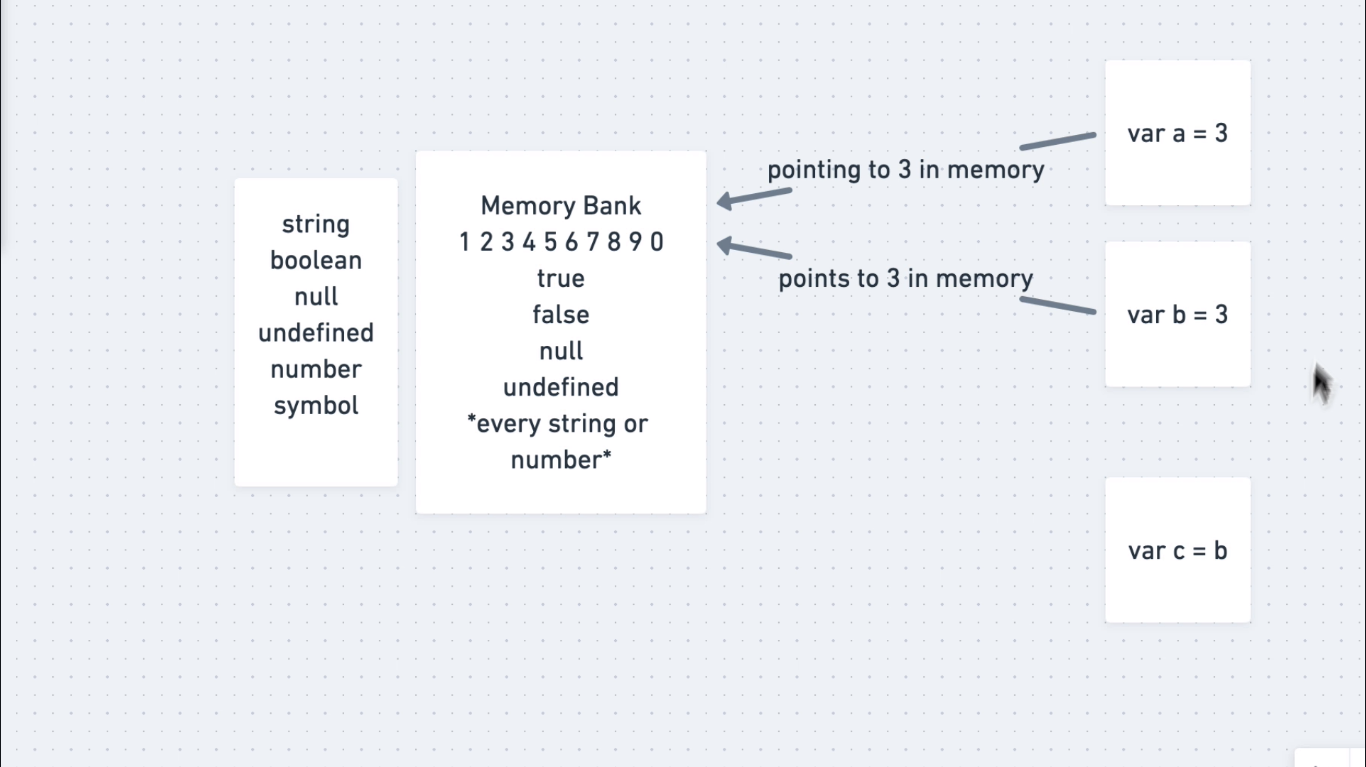 string
boolean
null
undefined
number
symbol
Memory Bank
1 2 3 4 5 6 7 8 9 0
true
false
null
undefined
*every string or
number*
pointing to 3 in memory
points to 3 in memory
var a = 3
var b = 3
var c = b